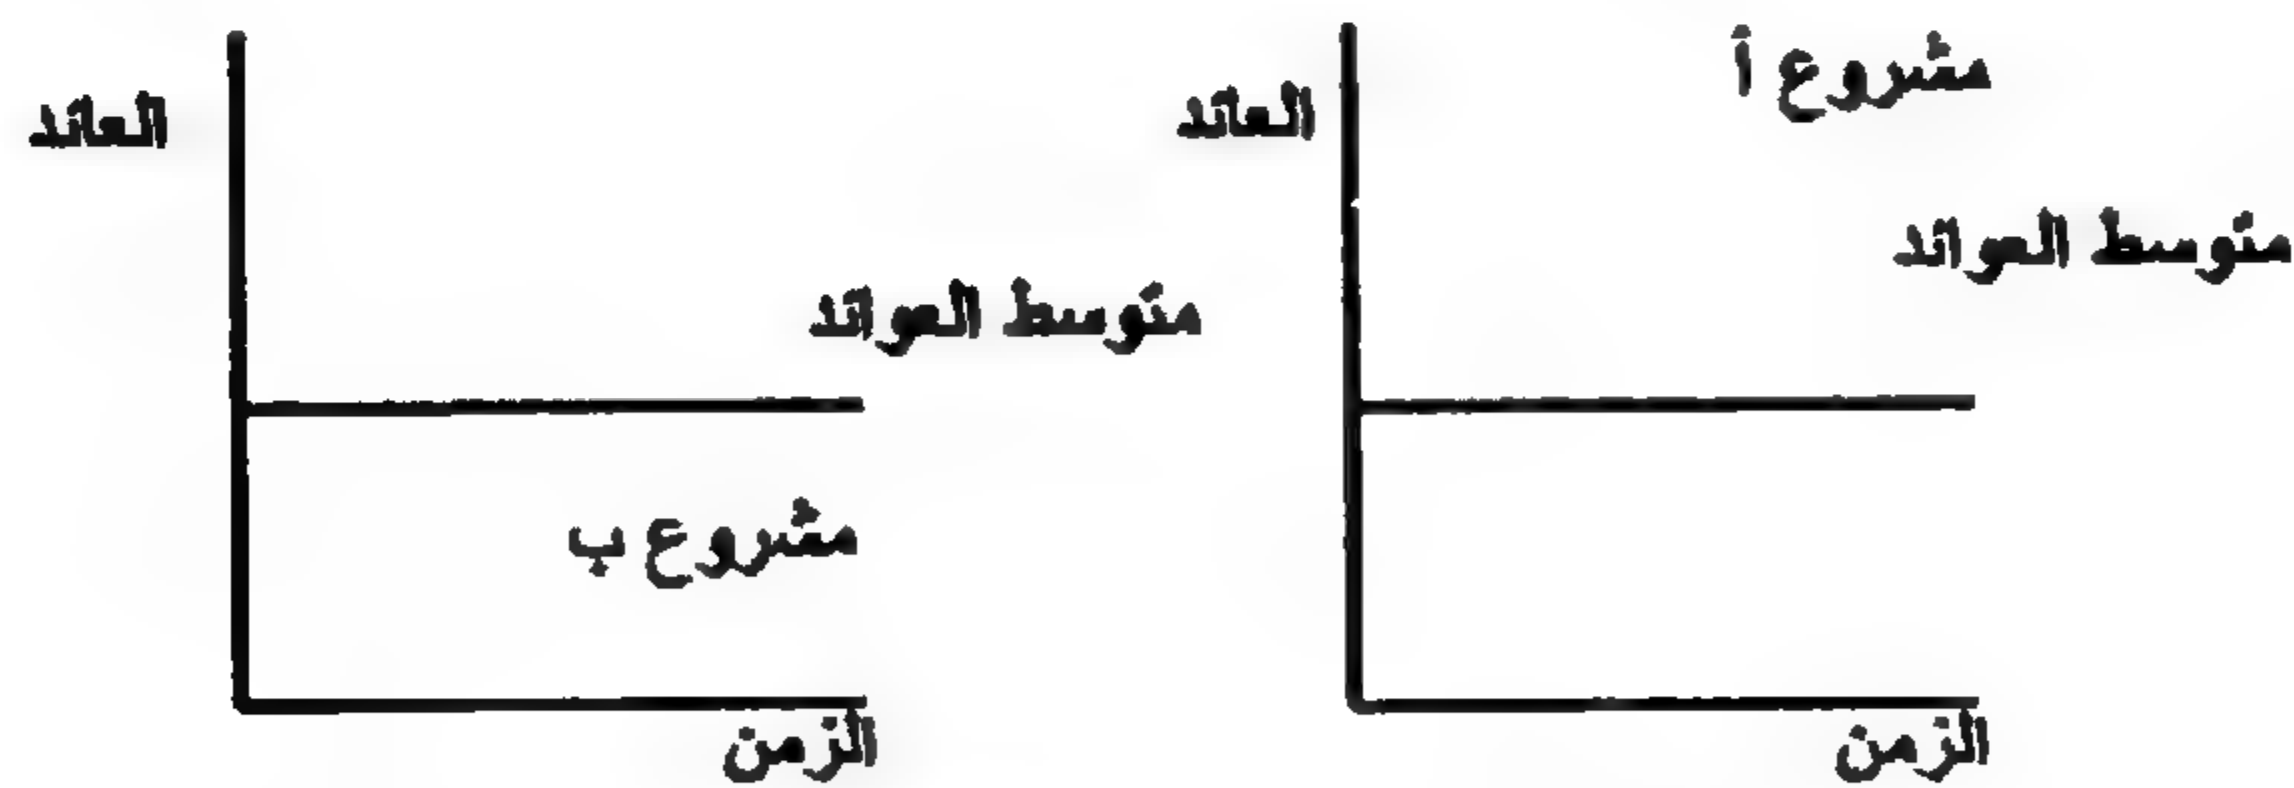 مشروع أ
العائد
متوسط العوائد
الزمن
العائد
متوسط العوائد
مشروع ب
الزمن